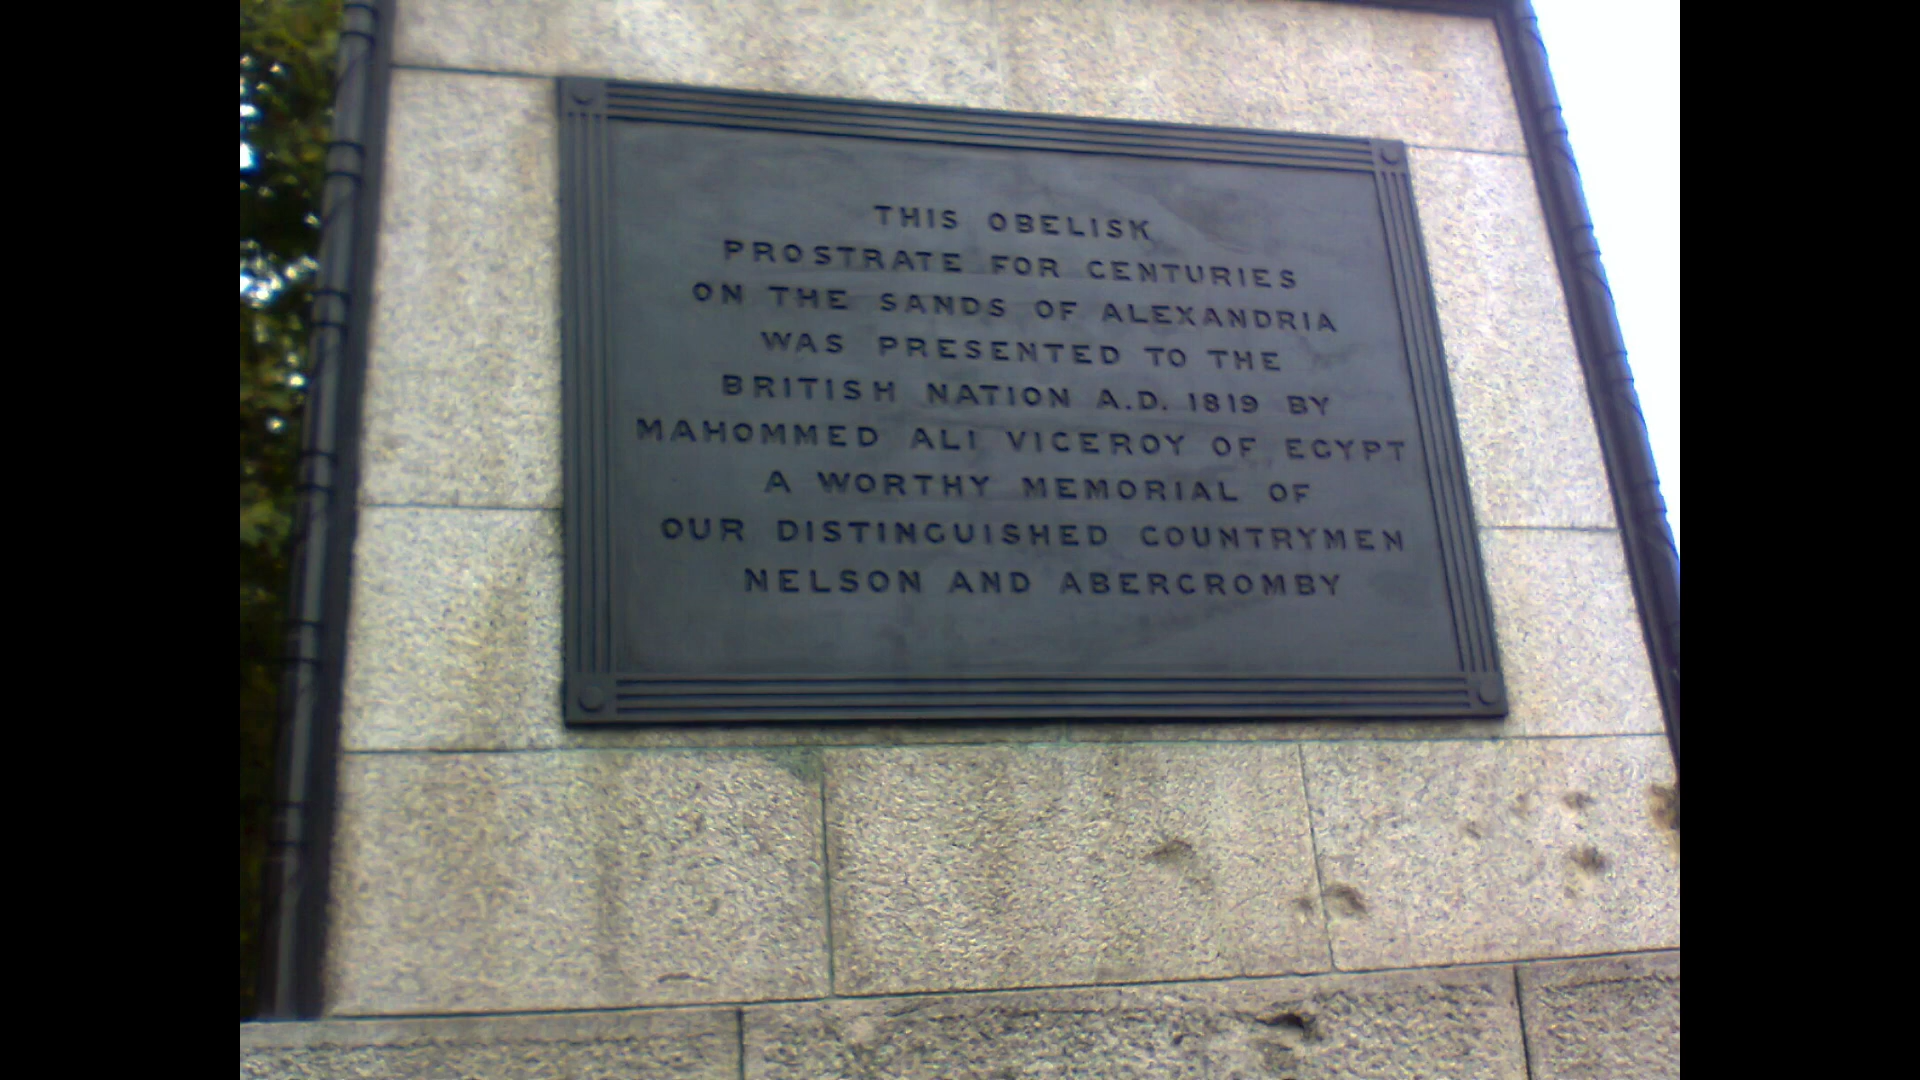 THIS OBELISK
PROSTRATE FOR CENTURIES
ON THE SANDS OF ALEXANDRIA
WAS PRESENTED TO THE
BRITISH NATION A.D. 1819 BY
MAHOMMED ALI VICEROY OF EGYPT
A WORTHY MEMORIAL OF
OUR DISTINGUISHED COUNTRYMEN
NELSON AND ABERCROMBY